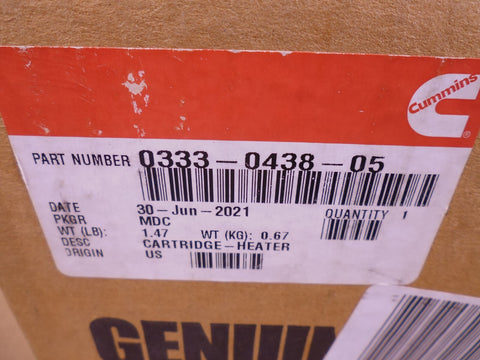 Cummins
PART NUMBER 0333-0438-05
DATE 30-Jun-2021 QUANTITY 1
PKGR MDC
WT (LB): 1.47 WT (KG): 0.67
DESC CARTRIDGE-HEATER
ORIGIN US